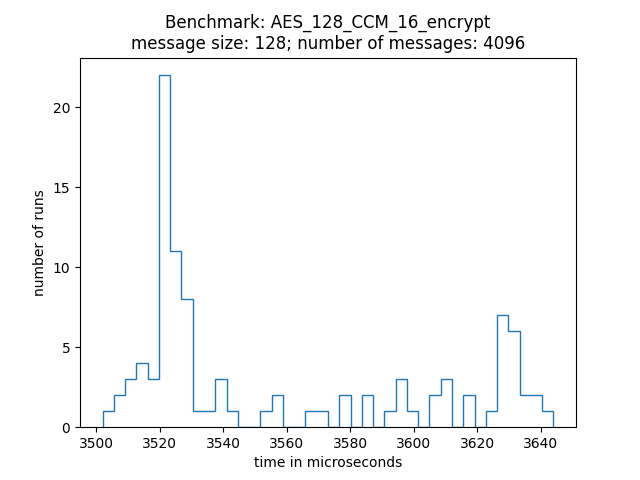 Benchmark: AES_128_CCM_16_encrypt
message size: 128; number of messages: 4096
20
15
10
5
0
number of runs
3500 3520 3540 3560 3580 3600 3620 3640
time in microseconds